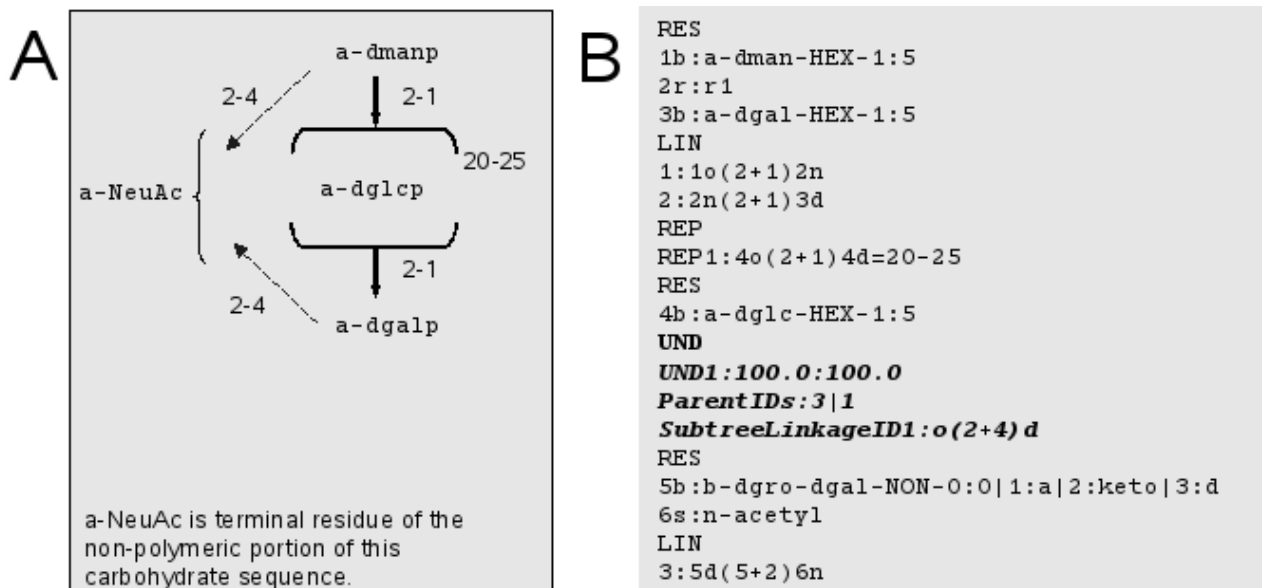 A
a-dmanp
2-4
2-1
20-25
a-NeuAc
a-dglcp
2-1
2-4
a-dgalp
a-NeuAc is terminal residue of the
non-polymeric portion of this
carbohydrate sequence.
B
RES
1b:a-dman-HEX-1:5
2r:r1
3b:a-dgal-HEX-1:5
LIN
1:1o(2+1)2n
2:2n(2+1)3d
REP
REP1:4o(2+1)4d=20-25
RES
4b:a-dglc-HEX-1:5
UND
UND1:100.0:100.0
ParentIDs:3|1
SubtreeLinkageID1:o(2+4)d
RES
5b:b-dgro-dgal-NON-0:0|1:a|2:keto|3:d
6s:n-acetyl
LIN
3:5d(5+2)6n